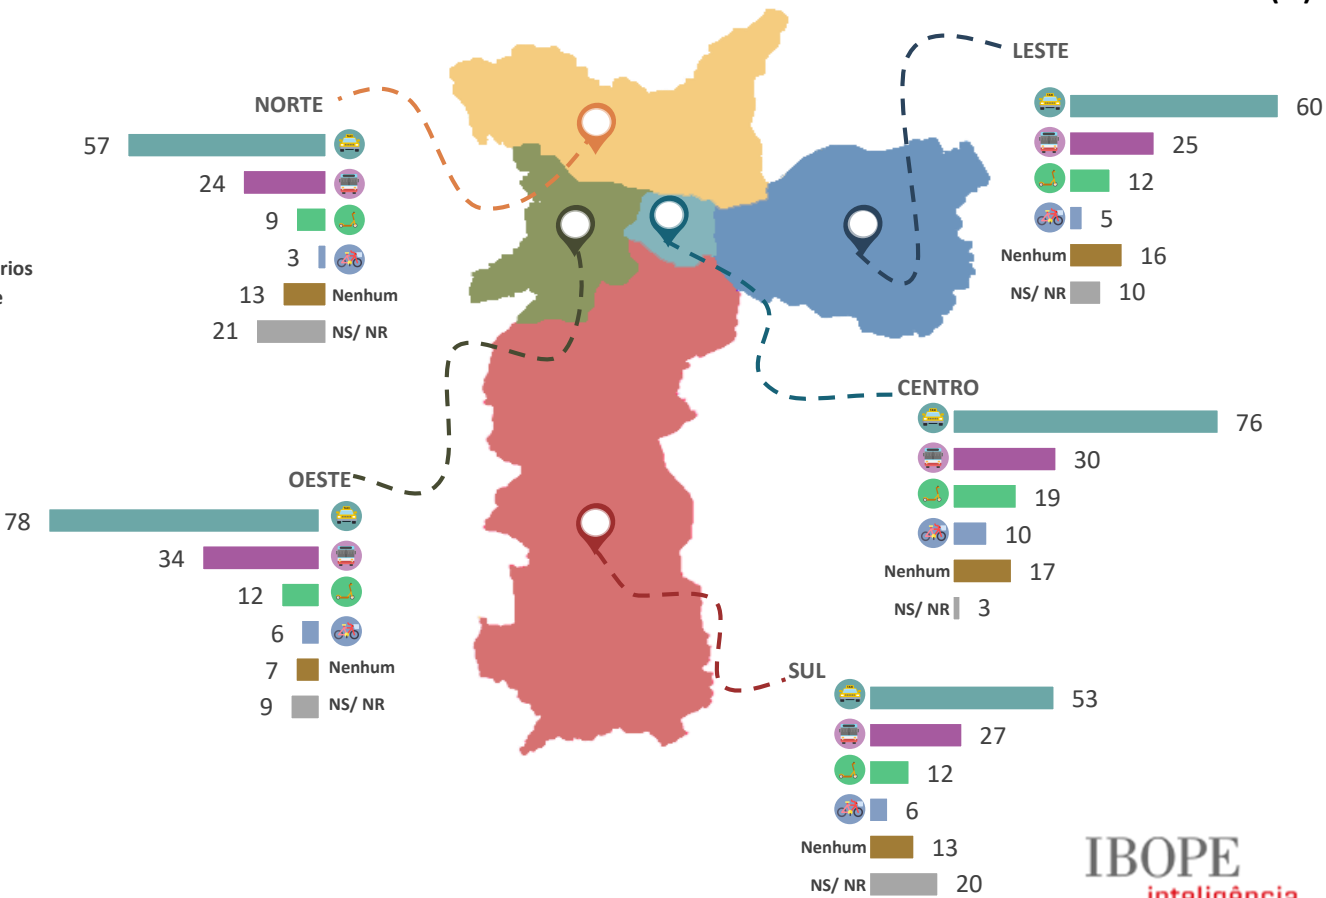 NORTE
57
24
9
3
13 Nenhum
21 NS/ NR
LESTE
60
25
12
5
Nenhum 16
NS/ NR 10
CENTRO
76
30
19
10
Nenhum 17
NS/ NR 3
OESTE
78
34
12
6
7 Nenhum
9 NS/ NR
SUL
53
27
12
6
Nenhum 13
NS/ NR 20
IBOPE
inteligência